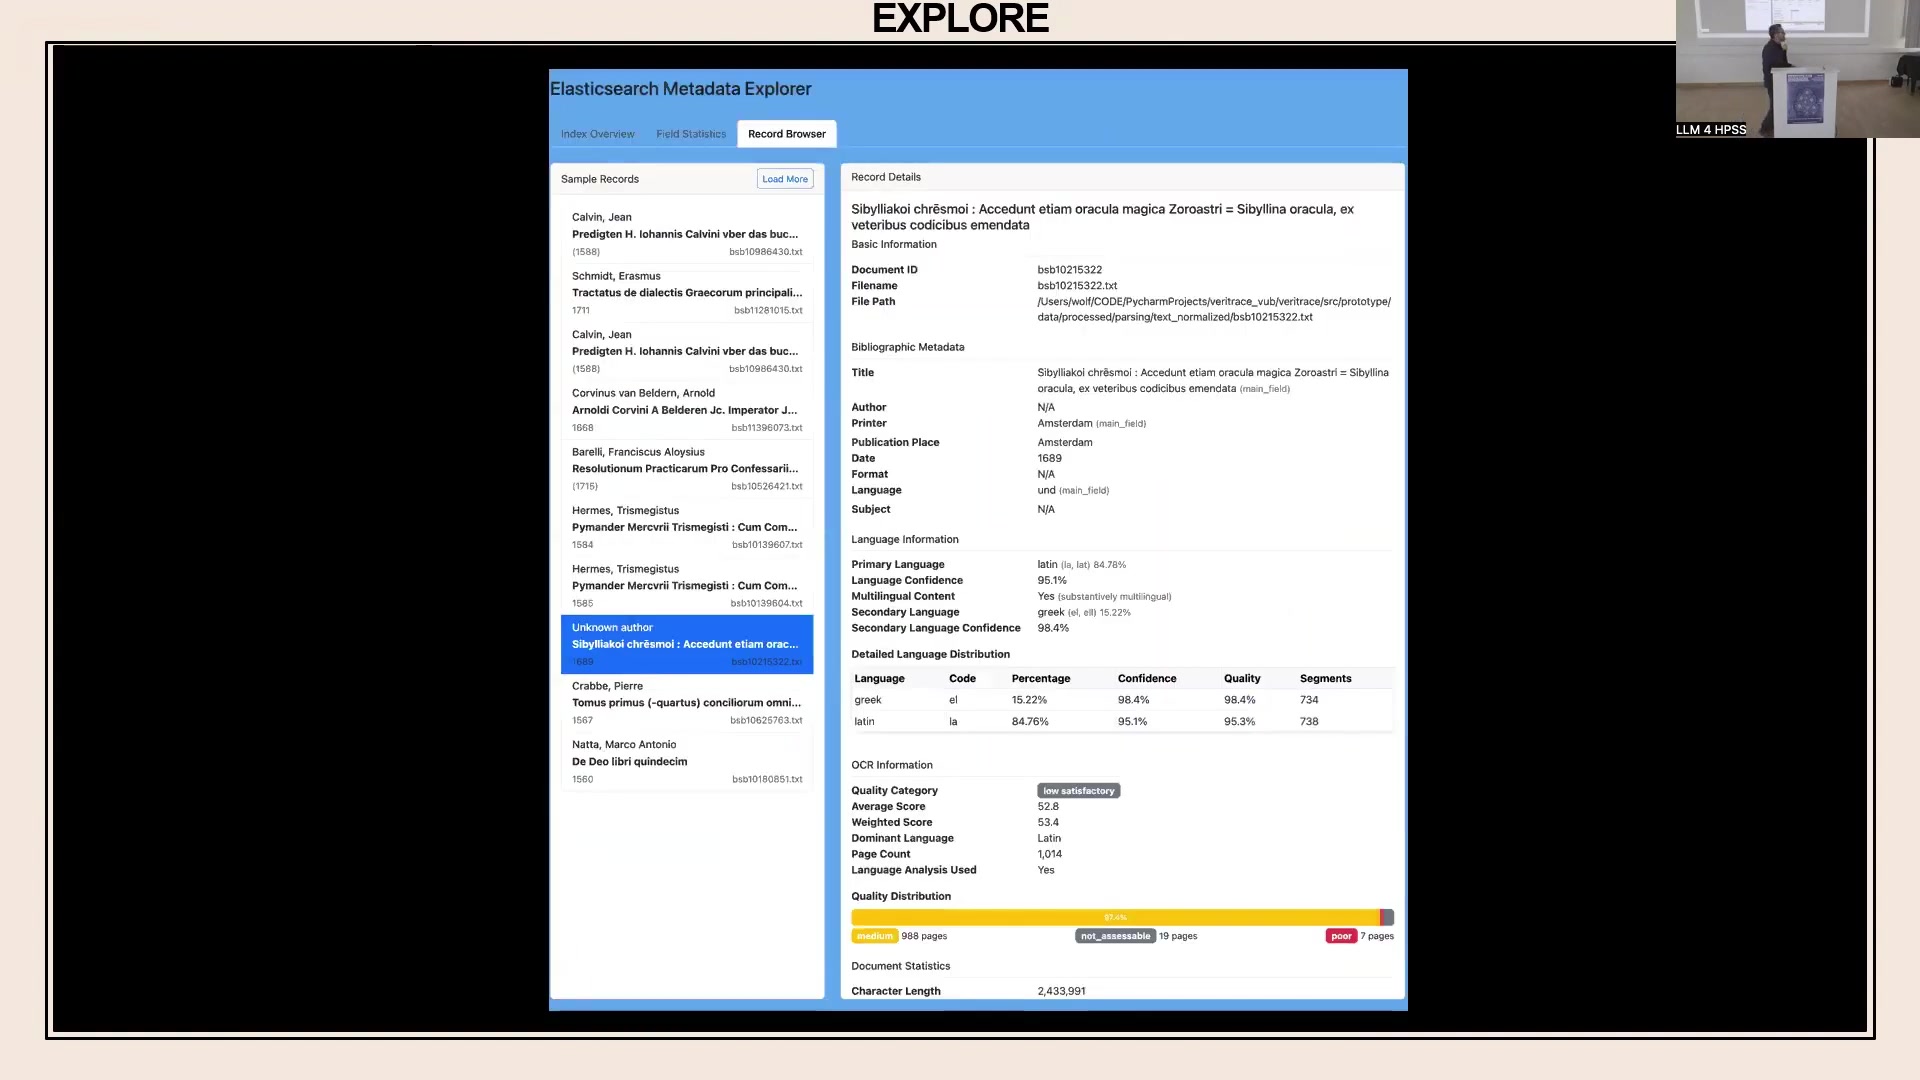 EXPLORE
LLM 4 HPSS
Elasticsearch Metadata Explorer
Index Overview
Field Statistics
Record Browser
Sample Records
Load More
Calvin, Jean
Predigten H. Iohannis Calvini vber das buc...
(1588) bsb10986430.txt
Schmidt, Erasmus
Tractatus de dialectis Graecorum principali...
1711 bsb11281015.txt
Calvin, Jean
Predigten H. Iohannis Calvini vber das buc...
(1588) bsb10986430.txt
Corvinus van Beldern, Arnold
Arnoldi Corvini A Belderen Jc. Imperator J...
1668 bsb11396073.txt
Barelli, Franciscus Aloysius
Resolutionum Practicarum Pro Confessarii...
(1715) bsb10526421.txt
Hermes, Trismegistus
Pymander Mercvrii Trismegisti : Cum Com...
1584 bsb10139607.txt
Hermes, Trismegistus
Pymander Mercvrii Trismegisti : Cum Com...
1585 bsb10139604.txt
Unknown author
Sibylliakoi chrēsmoi : Accedunt etiam orac...
1689 bsb10215322.txt
Crabbe, Pierre
Tomus primus (-quartus) conciliorum omni...
1567 bsb10625763.txt
Natta, Marco Antonio
De Deo libri quindecim
1560 bsb10180851.txt
Record Details
Sibylliakoi chrēsmoi : Accedunt etiam oracula magica Zoroastri = Sibyllina oracula, ex
veteribus codicibus emendata
Basic Information
Document ID bsb10215322
Filename bsb10215322.txt
File Path /Users/wolf/CODE/PycharmProjects/veritrace_vub/veritrace/src/prototype/
data/processed/parsing/text_normalized/bsb10215322.txt
Bibliographic Metadata
Title Sibylliakoi chrēsmoi : Accedunt etiam oracula magica Zoroastri = Sibyllina
oracula, ex veteribus codicibus emendata (main_field)
Author N/A
Printer Amsterdam (main_field)
Publication Place Amsterdam
Date 1689
Format N/A
Language und (main_field)
Subject N/A
Language Information
Primary Language latin (la, lat) 84.78%
Language Confidence 95.1%
Multilingual Content Yes (substantively multilingual)
Secondary Language greek (el, ell) 15.22%
Secondary Language Confidence 98.4%
Detailed Language Distribution
Language Code Percentage Confidence Quality Segments
greek el 15.22% 98.4% 98.4% 734
latin la 84.76% 95.1% 95.3% 738
OCR Information
Quality Category low satisfactory
Average Score 52.8
Weighted Score 53.4
Dominant Language Latin
Page Count 1,014
Language Analysis Used Yes
Quality Distribution
97.4%
medium 988 pages not_assessable 19 pages poor 7 pages
Document Statistics
Character Length 2,433,991